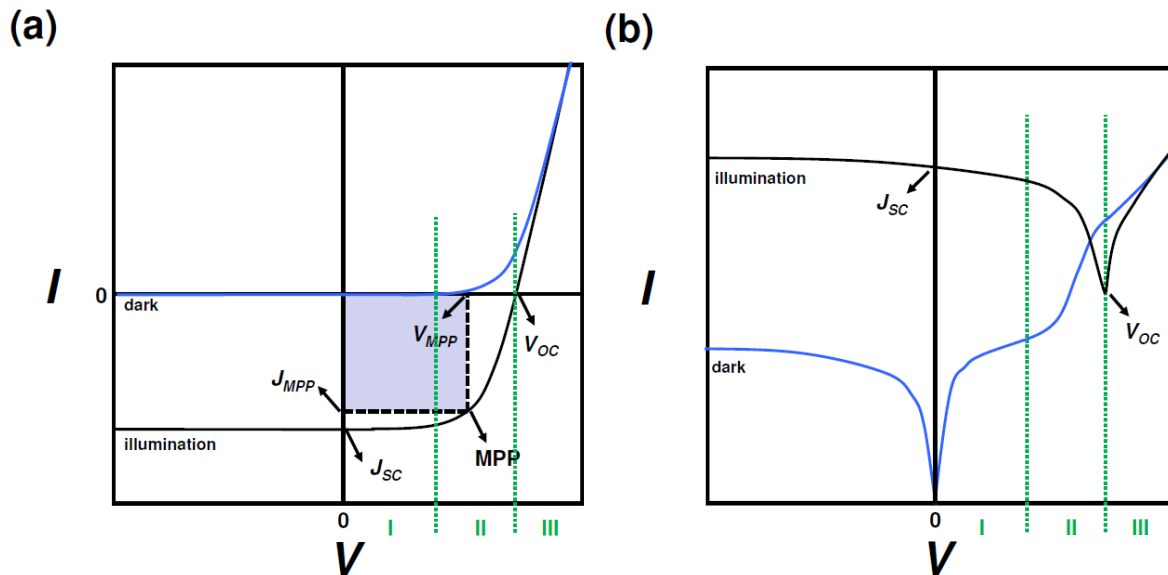 (a)
I
0
dark
V_MPP
V_OC
J_MPP
illumination
J_SC
MPP
0
I
II
III
V
(b)
illumination
J_SC
I
V_OC
dark
0
I
II
III
V